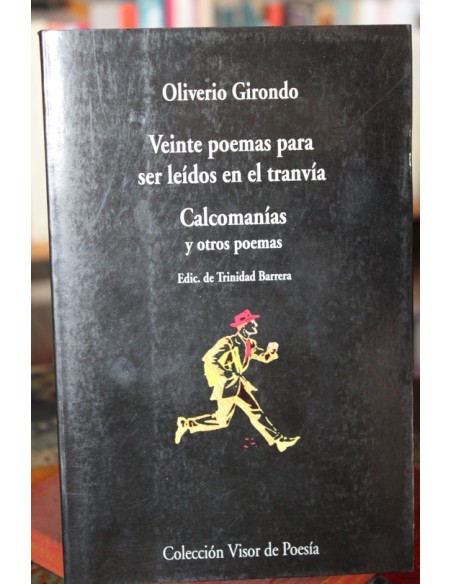 Oliverio Girondo
Veinte poemas para
ser leídos en el tranvía
Calcomanías
y otros poemas
Edic. de Trinidad Barrera
Colección Visor de Poesía